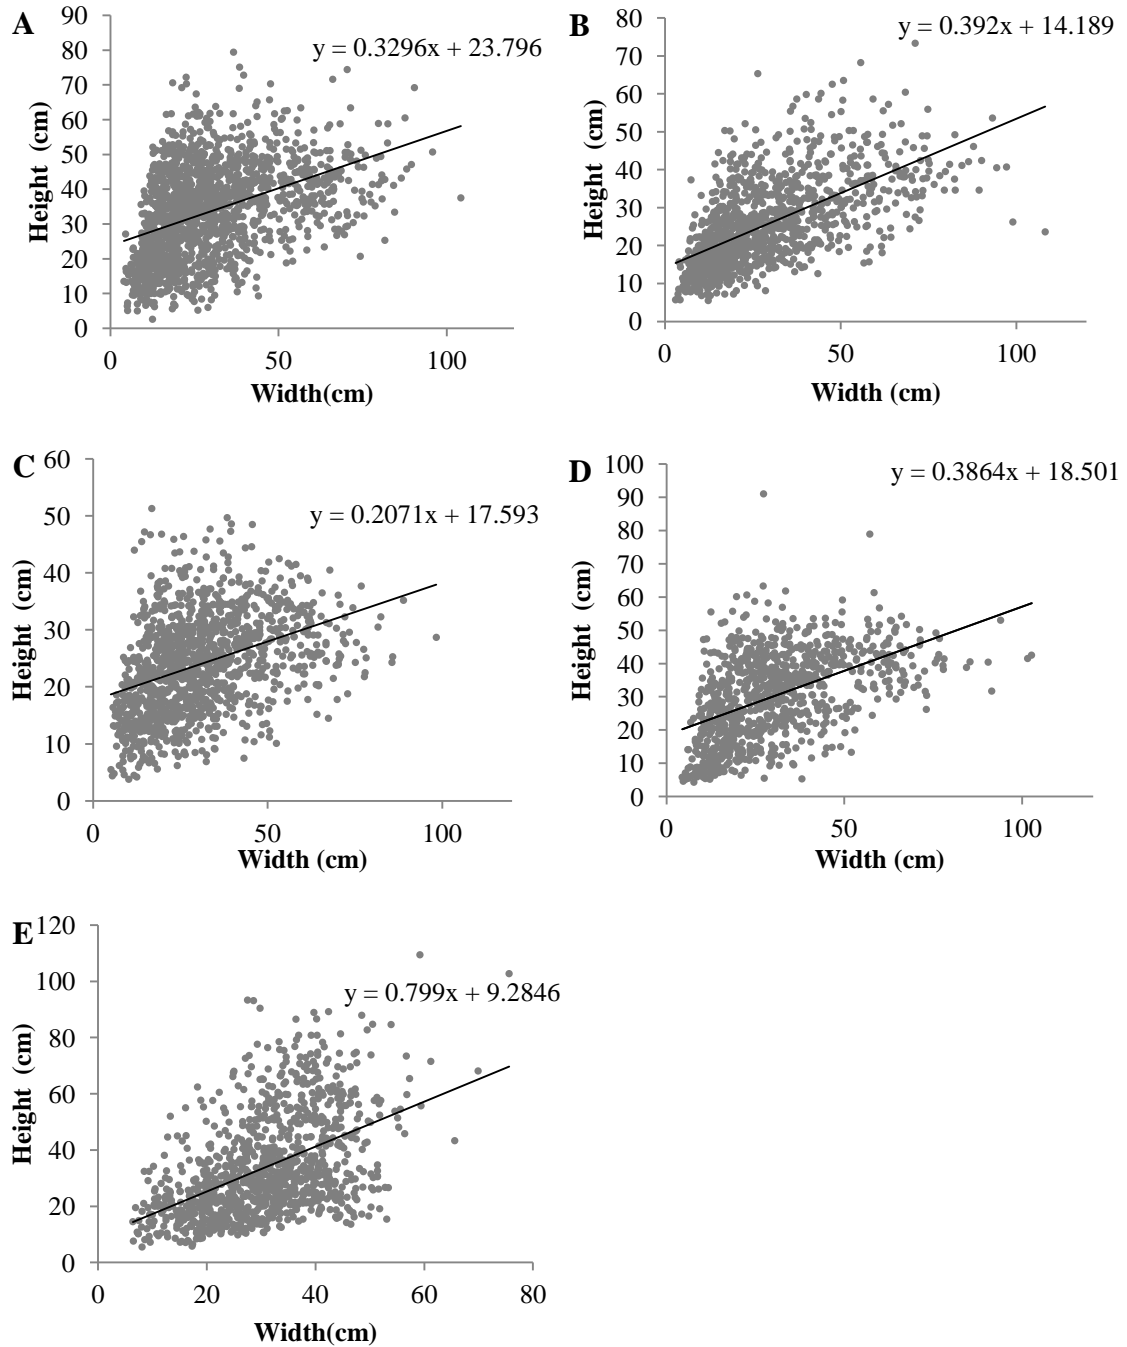 A
y = 0.3296x + 23.796
90
80
70
60
50
40
30
20
10
0
0 50 100
Height (cm)
Width(cm)
B
y = 0.392x + 14.189
80
70
60
50
40
30
20
10
0
0 50 100
Height (cm)
Width (cm)
C
y = 0.2071x + 17.593
60
50
40
30
20
10
0
0 50 100
Height (cm)
Width (cm)
D
y = 0.3864x + 18.501
100
90
80
70
60
50
40
30
20
10
0
0 50 100
Height (cm)
Width (cm)
E
y = 0.799x + 9.2846
120
100
80
60
40
20
0
0 20 40 60 80
Height (cm)
Width(cm)